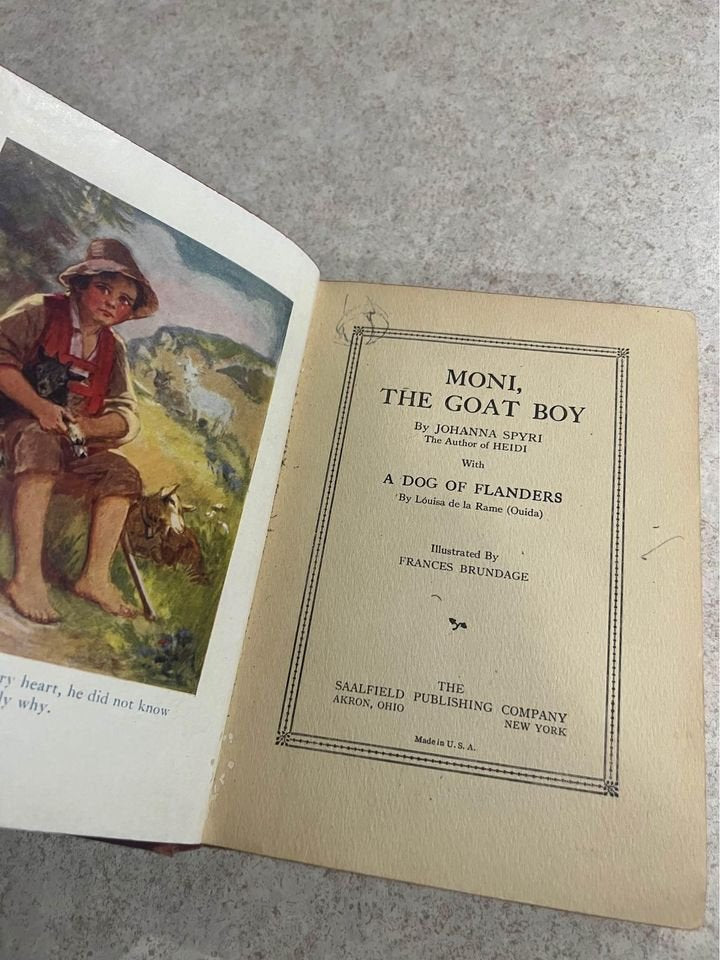 ry heart, he did not know
ly why.
MONI,
THE GOAT BOY
By JOHANNA SPYRI
The Author of HEIDI
With
A DOG OF FLANDERS
By Lóuisa de la Rame (Ouida)
Illustrated By
FRANCES BRUNDAGE
THE
SAALFIELD PUBLISHING COMPANY
AKRON, OHIO NEW YORK
Made in U. S. A.